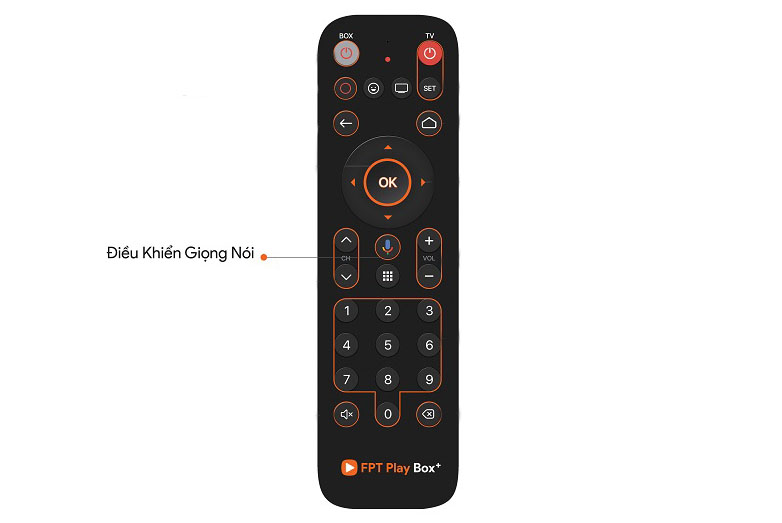 BOX
TV
SET
OK
Điều Khiển Giọng Nói
CH
VOL
1 2 3
4 5 6
7 8 9
0
FPT Play Box+